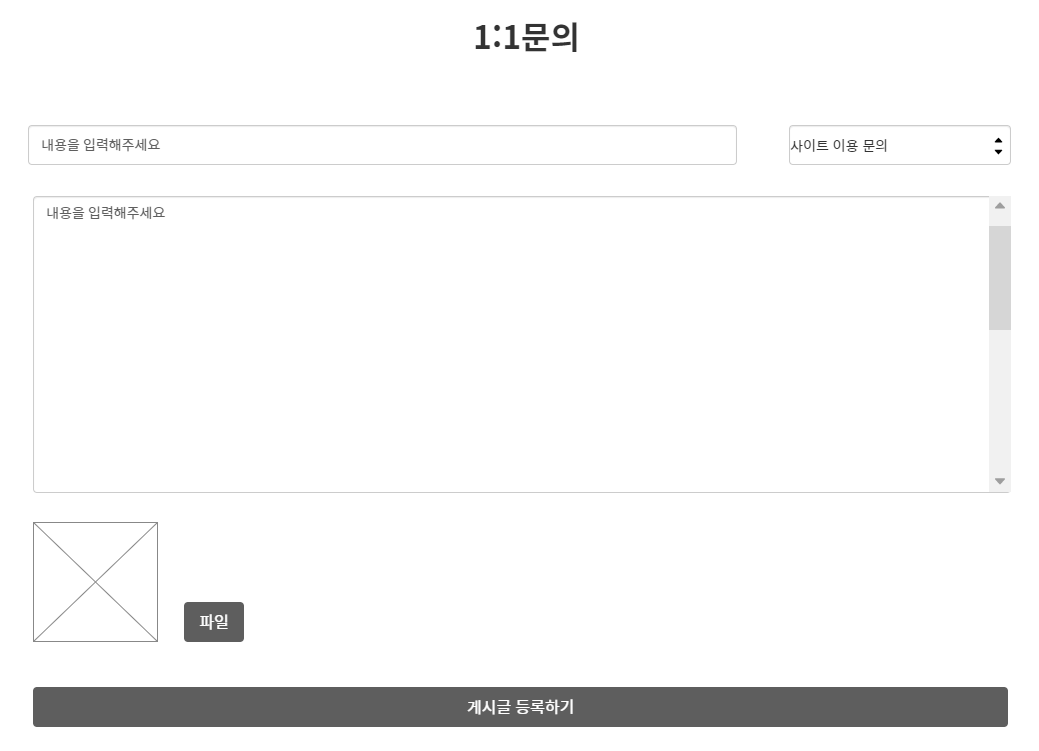 1:1문의
내용을 입력해주세요
사이트 이용 문의
내용을 입력해주세요
파일
게시글 등록하기